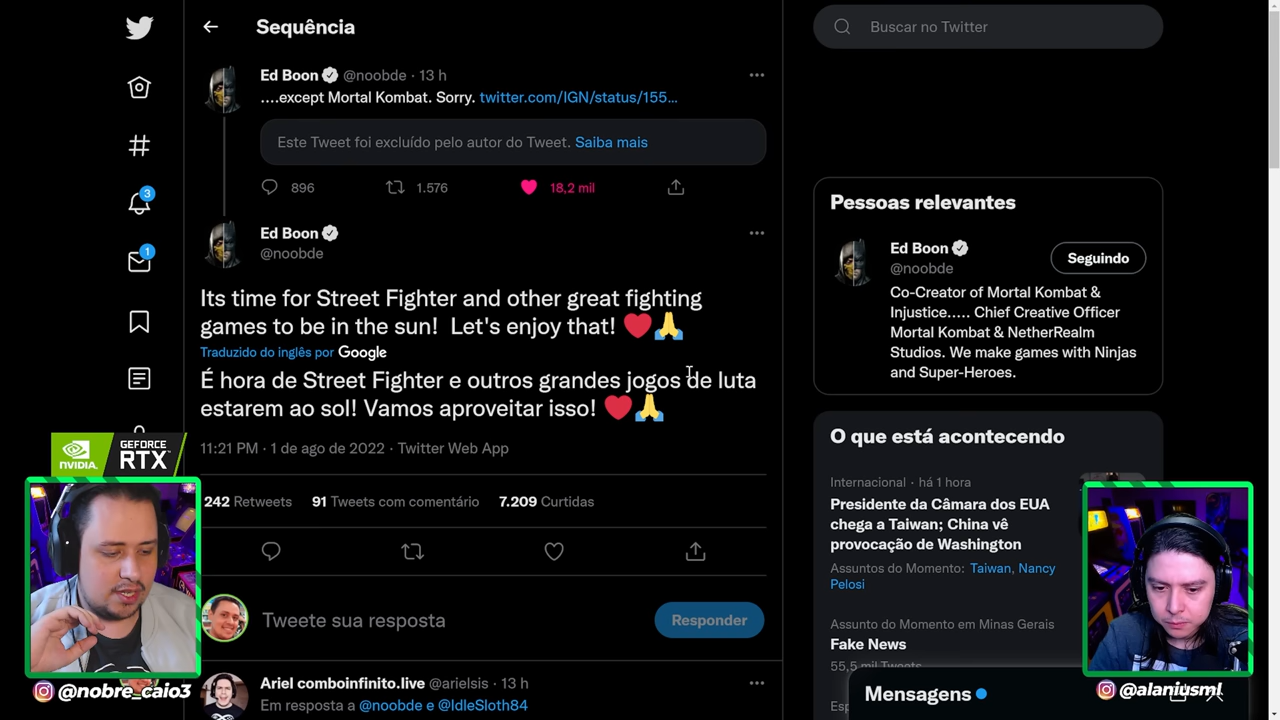 Sequência
Buscar no Twitter
Ed Boon @noobde · 13 h
....except Mortal Kombat. Sorry. twitter.com/IGN/status/155...
Este Tweet foi excluído pelo autor do Tweet. Saiba mais
896 1.576 18,2 mil
Ed Boon
@noobde
Its time for Street Fighter and other great fighting
games to be in the sun! Let's enjoy that! ❤️🙏
Traduzido do inglês por Google
É hora de Street Fighter e outros grandes jogos de luta
estarem ao sol! Vamos aproveitar isso! ❤️🙏
11:21 PM · 1 de ago de 2022 · Twitter Web App
242 Retweets 91 Tweets com comentário 7.209 Curtidas
Tweete sua resposta
Responder
Ariel comboinfinito.live @arielsis · 13 h
Em resposta a @noobde e @IdleSloth84
3
1
Pessoas relevantes
Ed Boon
@noobde
Seguindo
Co-Creator of Mortal Kombat &
Injustice..... Chief Creative Officer
Mortal Kombat & NetherRealm
Studios. We make games with Ninjas
and Super-Heroes.
O que está acontecendo
Internacional · há 1 hora
Presidente da Câmara dos EUA
chega a Taiwan; China vê
provocação de Washington
Assuntos do Momento: Taiwan, Nancy
Pelosi
Assunto do Momento em Minas Gerais
Fake News
55,5 mil Tweets
Mensagens
NVIDIA.
GEFORCE
RTX
@nobre_caio3
@alaniusml